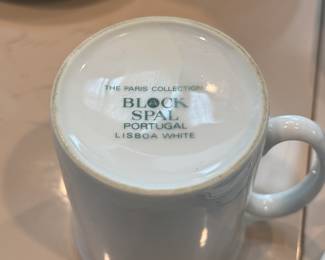 THE PARIS COLLECTION
BLOCK
SPAL
PORTUGAL
LISBOA WHITE